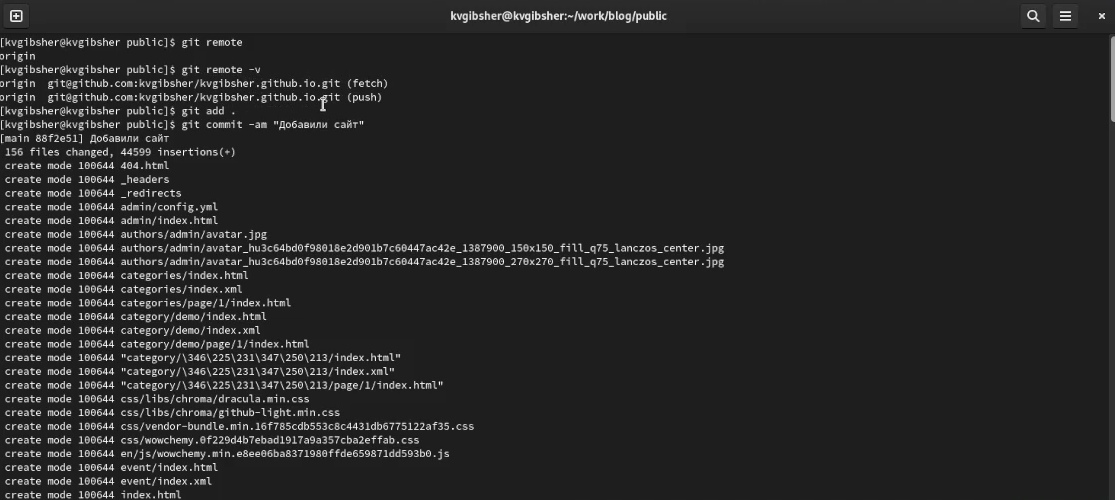 kvgibsher@kvgibsher:~/work/blog/public
[kvgibsher@kvgibsher public]$ git remote
origin
[kvgibsher@kvgibsher public]$ git remote -v
origin  git@github.com:kvgibsher/kvgibsher.github.io.git (fetch)
origin  git@github.com:kvgibsher/kvgibsher.github.io.git (push)
[kvgibsher@kvgibsher public]$ git add .
[kvgibsher@kvgibsher public]$ git commit -am "Добавили сайт"
[main 88f2e51] Добавили сайт
 156 files changed, 44599 insertions(+)
 create mode 100644 404.html
 create mode 100644 _headers
 create mode 100644 _redirects
 create mode 100644 admin/config.yml
 create mode 100644 admin/index.html
 create mode 100644 authors/admin/avatar.jpg
 create mode 100644 authors/admin/avatar_hu3c64bd0f98018e2d901b7c60447ac42e_1387900_150x150_fill_q75_lanczos_center.jpg
 create mode 100644 authors/admin/avatar_hu3c64bd0f98018e2d901b7c60447ac42e_1387900_270x270_fill_q75_lanczos_center.jpg
 create mode 100644 categories/index.html
 create mode 100644 categories/index.xml
 create mode 100644 categories/page/1/index.html
 create mode 100644 category/demo/index.html
 create mode 100644 category/demo/index.xml
 create mode 100644 category/demo/page/1/index.html
 create mode 100644 "category/\346\225\231\347\250\213/index.html"
 create mode 100644 "category/\346\225\231\347\250\213/index.xml"
 create mode 100644 "category/\346\225\231\347\250\213/page/1/index.html"
 create mode 100644 css/libs/chroma/dracula.min.css
 create mode 100644 css/libs/chroma/github-light.min.css
 create mode 100644 css/vendor-bundle.min.16f785cdb553c8c4431db6775122af35.css
 create mode 100644 css/wowchemy.0f229d4b7ebad1917a9a357cba2effab.css
 create mode 100644 en/js/wowchemy.min.e8ee06ba8371980ffde659871dd593b0.js
 create mode 100644 event/index.html
 create mode 100644 event/index.xml
 create mode 100644 index.html